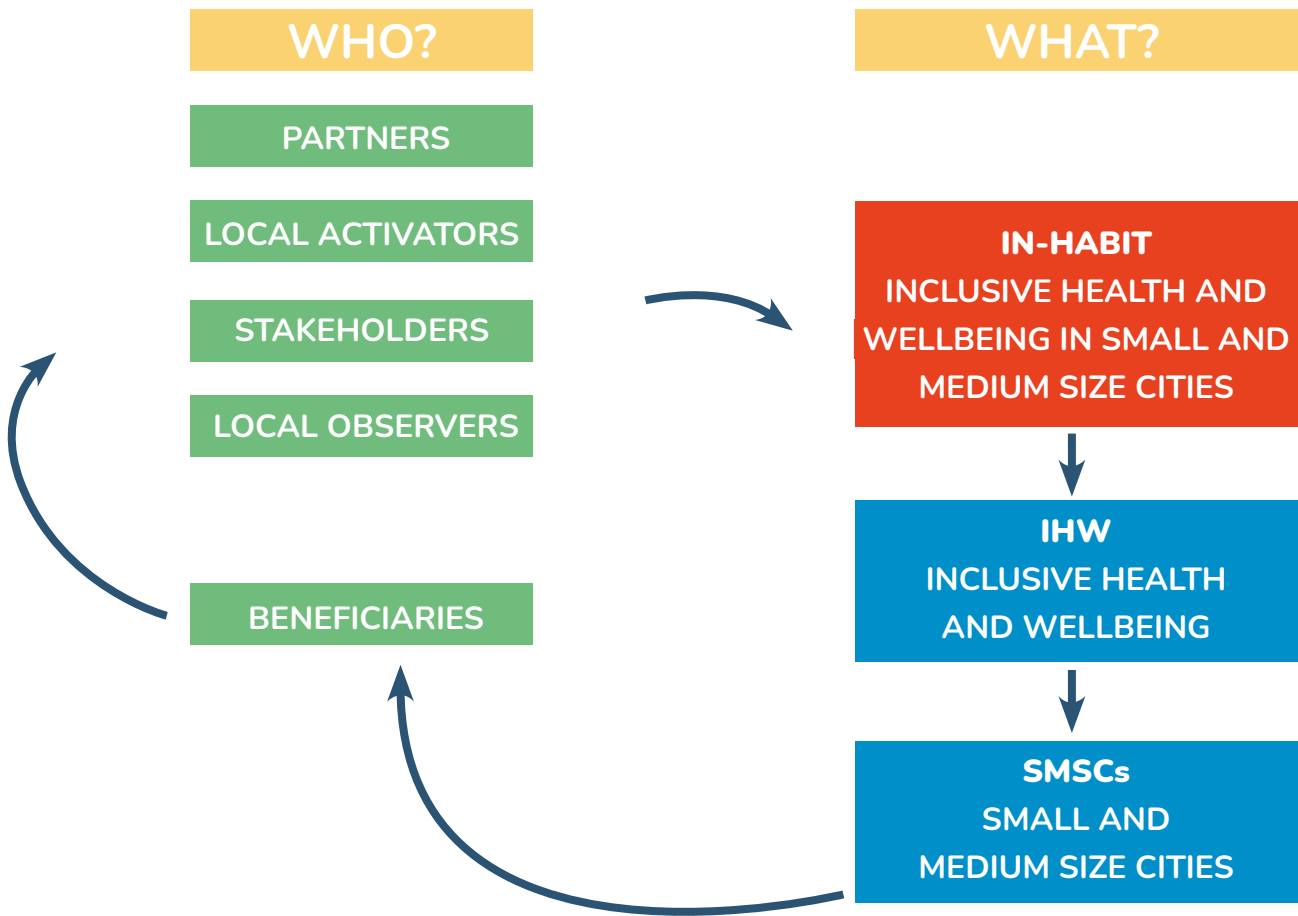 WHO?
PARTNERS
LOCAL ACTIVATORS
STAKEHOLDERS
LOCAL OBSERVERS
BENEFICIARIES
WHAT?
IN-HABIT
INCLUSIVE HEALTH AND
WELLBEING IN SMALL AND
MEDIUM SIZE CITIES
IHW
INCLUSIVE HEALTH
AND WELLBEING
SMSCs
SMALL AND
MEDIUM SIZE CITIES